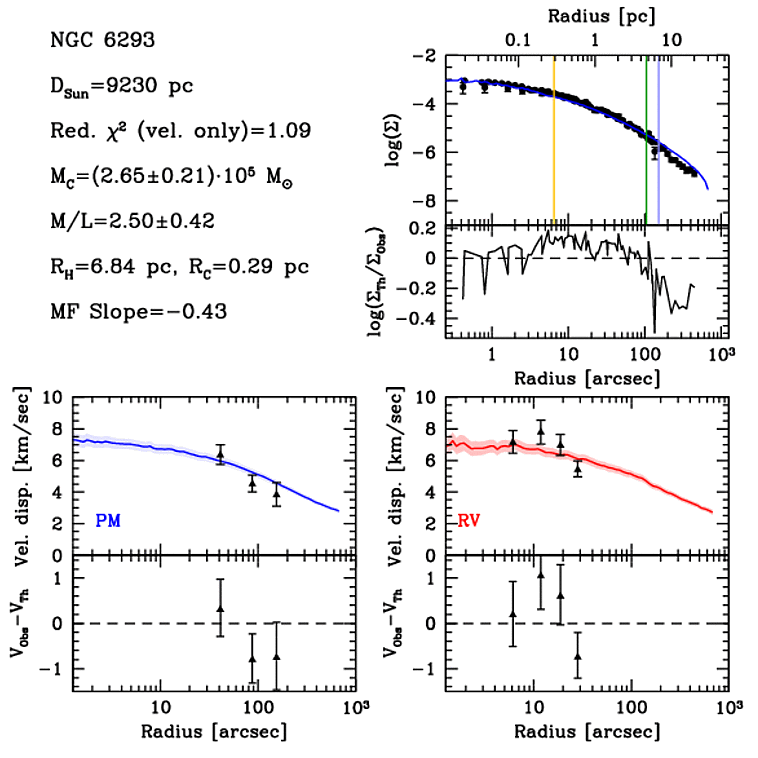 NGC 6293
D_Sun=9230 pc
Red. χ² (vel. only)=1.09
M_C=(2.65±0.21)·10⁵ M_⊙
M/L=2.50±0.42
R_H=6.84 pc, R_C=0.29 pc
MF Slope=−0.43
Radius [pc]
0.1 1 10
log(Σ)
−2
−4
−6
−8
log(Σ_Th/Σ_Obs)
0.2
0
−0.2
−0.4
1 10 100 10³
Radius [arcsec]
Vel. disp. [km/sec]
10
8
6
4
2
0
PM
V_Obs−V_Th
1
0
−1
10 100 10³
Radius [arcsec]
Vel. disp. [km/sec]
10
8
6
4
2
0
RV
V_Obs−V_Th
1
0
−1
10 100 10³
Radius [arcsec]